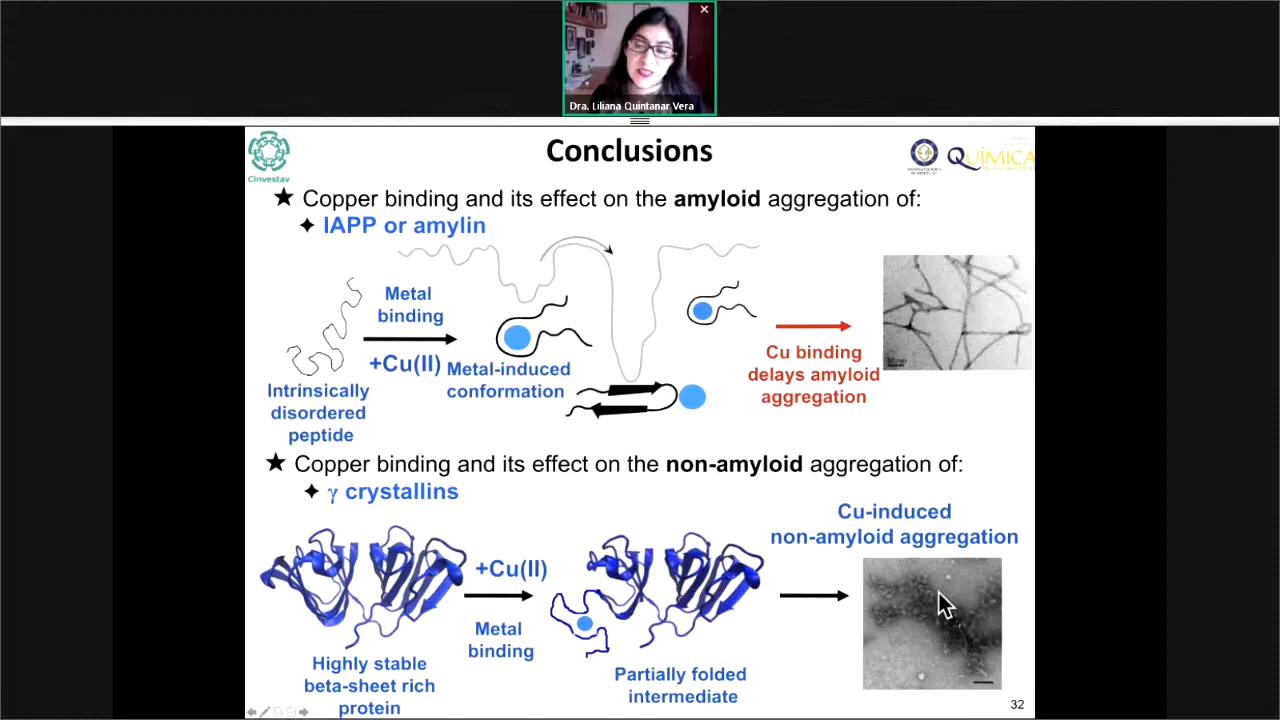 Dra. Liliana Quintanar Vera
Conclusions
Cinvestav
QUÍMICA
★ Copper binding and its effect on the amyloid aggregation of:
✦ IAPP or amylin
Metal
binding
+Cu(II)
Intrinsically
disordered
peptide
Metal-induced
conformation
Cu binding
delays amyloid
aggregation
★ Copper binding and its effect on the non-amyloid aggregation of:
✦ γ crystallins
Cu-induced
non-amyloid aggregation
+Cu(II)
Metal
binding
Highly stable
beta-sheet rich
protein
Partially folded
intermediate
32